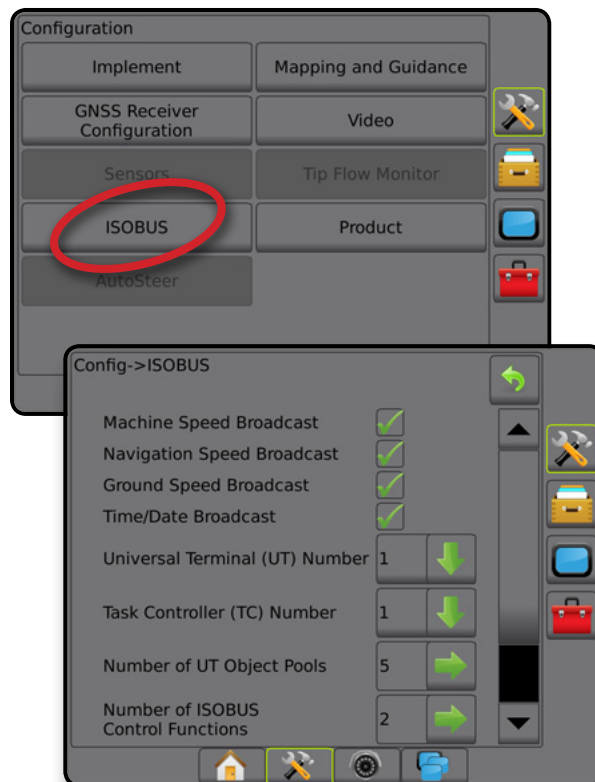 Configuration
Implement
Mapping and Guidance
GNSS Receiver
Configuration
Video
Sensors
Tip Flow Monitor
ISOBUS
Product
AutoSteer
Config->ISOBUS
Machine Speed Broadcast
Navigation Speed Broadcast
Ground Speed Broadcast
Time/Date Broadcast
Universal Terminal (UT) Number 1
Task Controller (TC) Number 1
Number of UT Object Pools 5
Number of ISOBUS
Control Functions 2